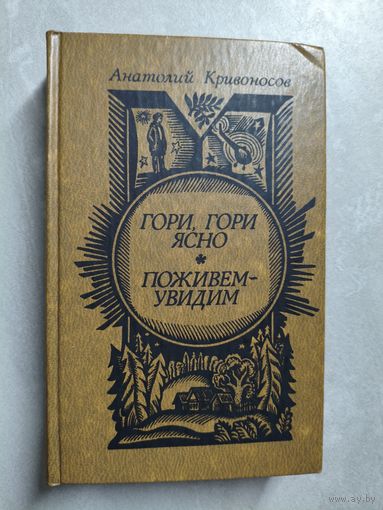 Анатолий Кривоносов
ГОРИ, ГОРИ
ЯСНО
*
ПОЖИВЕМ-
УВИДИМ
www.ay.by